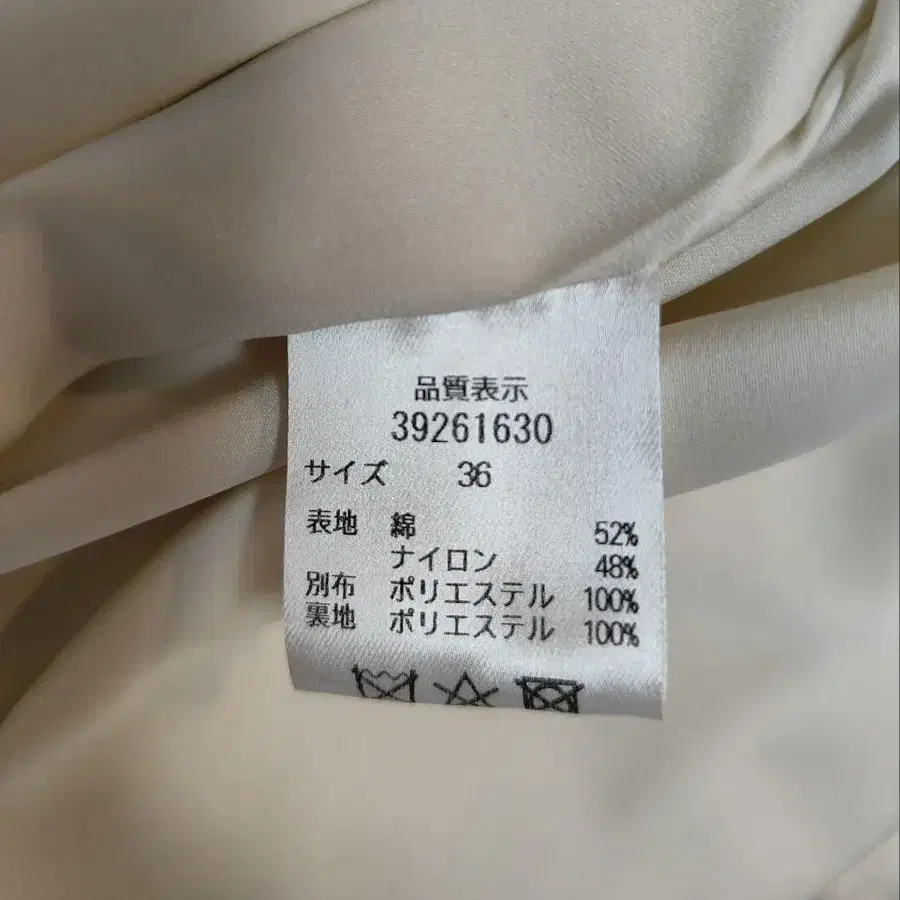 品質表示
39261630
サイズ 36
表地 綿 52%
ナイロン 48%
別布 ポリエステル 100%
裏地 ポリエステル 100%